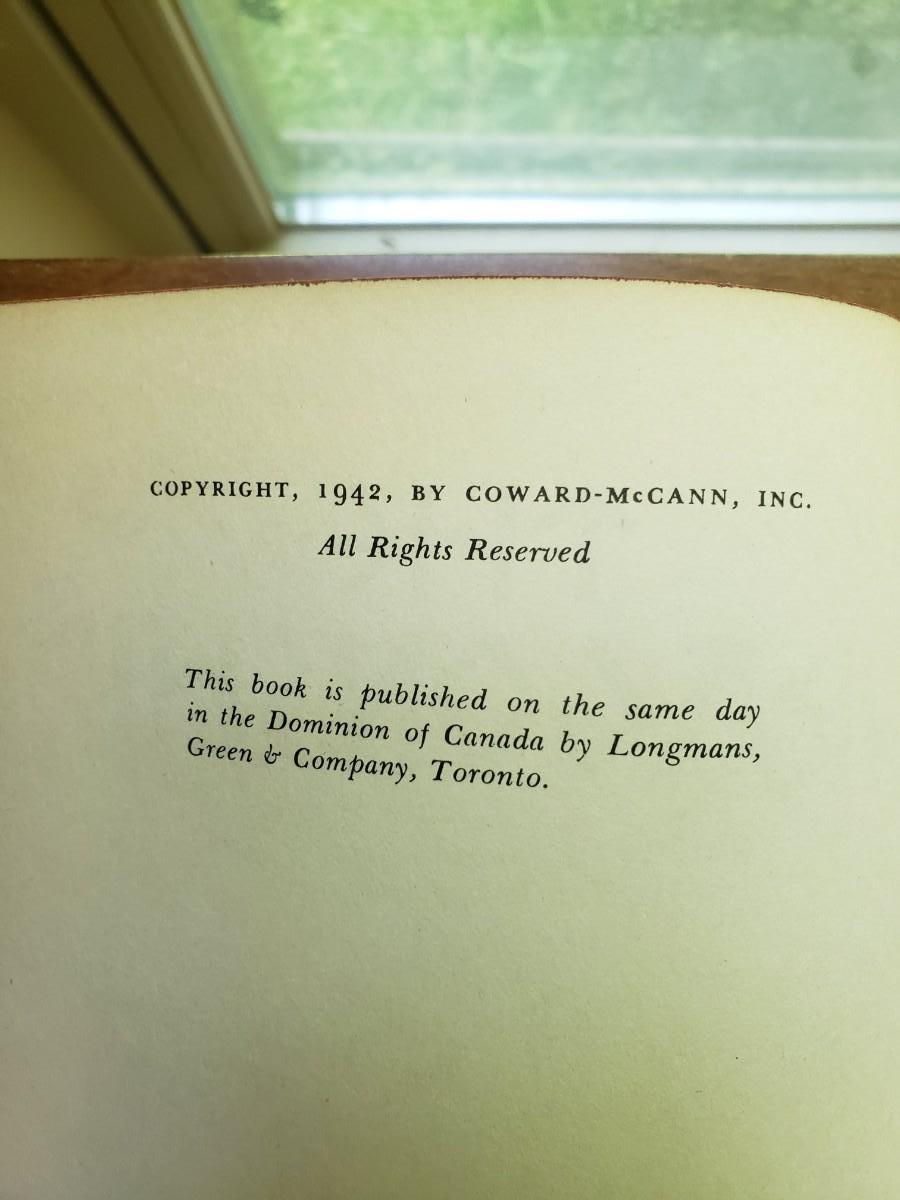 COPYRIGHT, 1942, BY COWARD-McCANN, INC.
All Rights Reserved
This book is published on the same day
in the Dominion of Canada by Longmans,
Green & Company, Toronto.